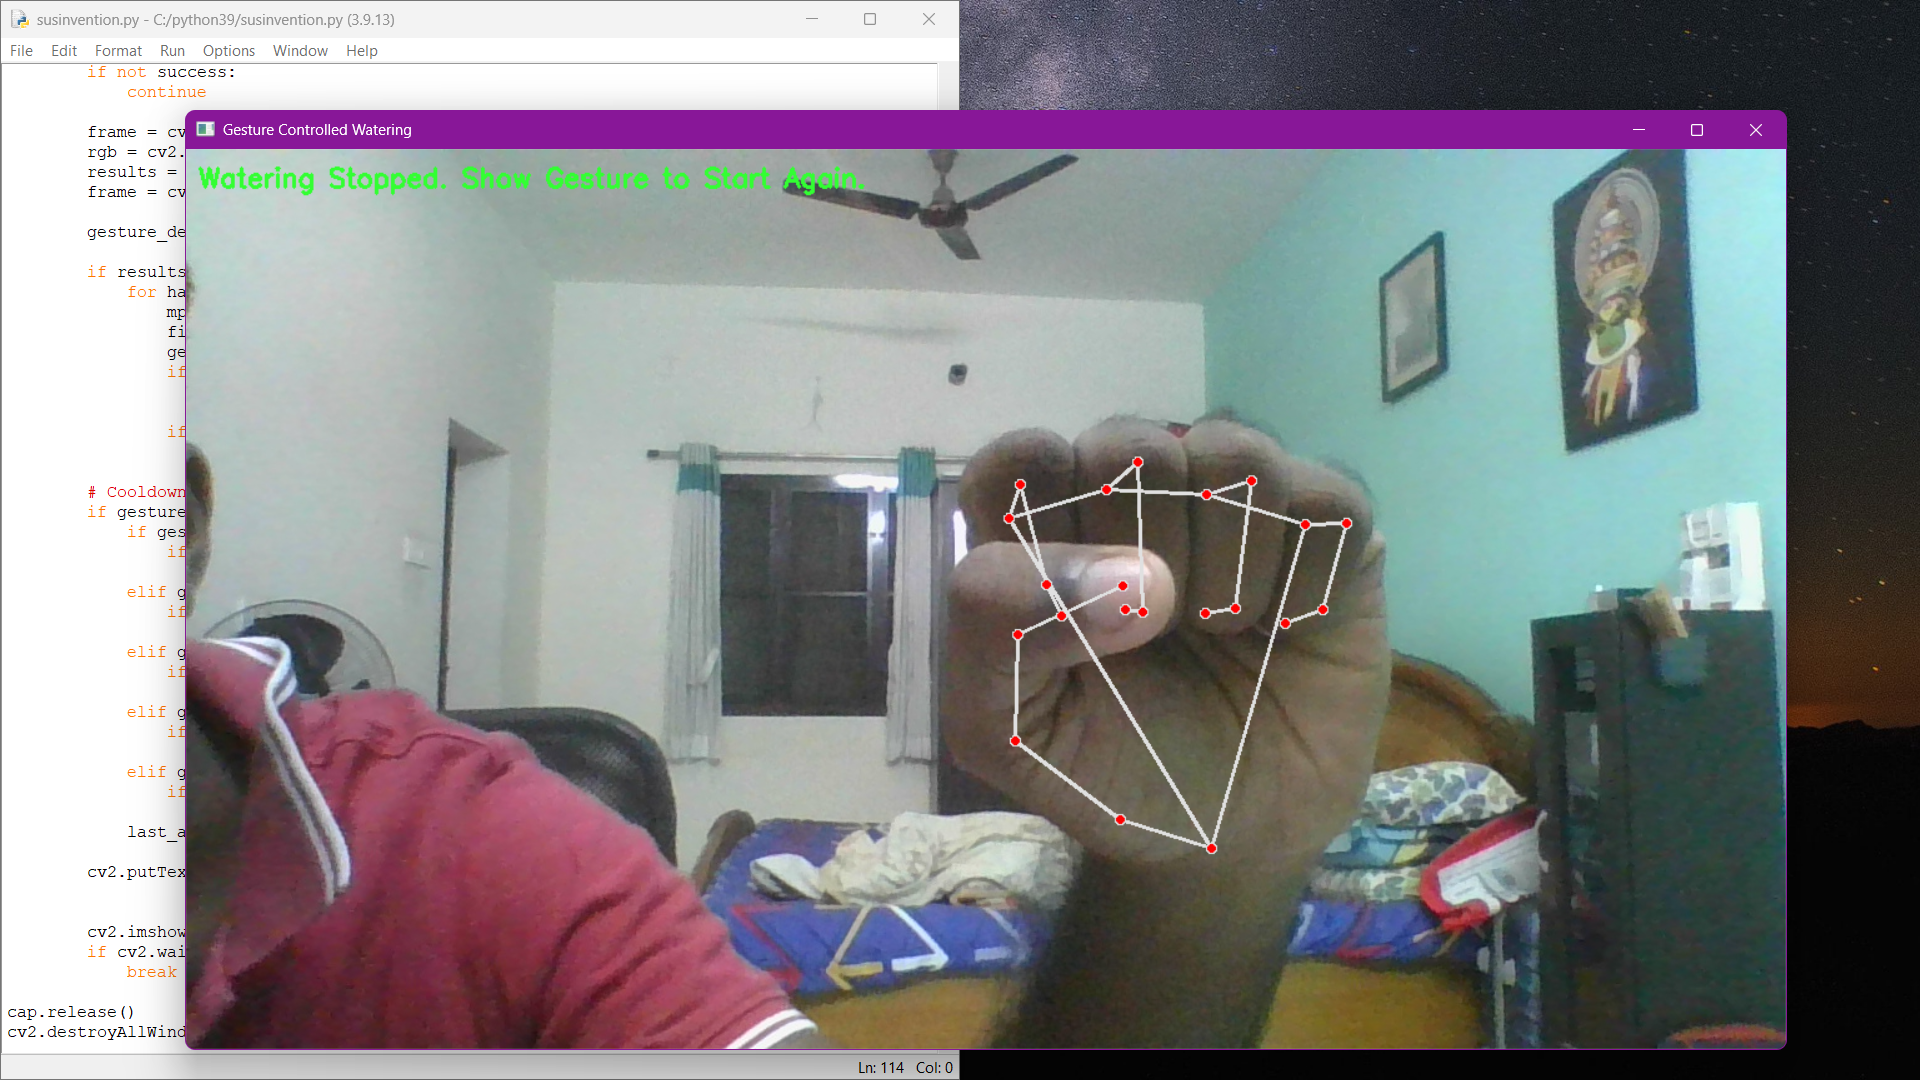 susinvention.py - C:/python39/susinvention.py (3.9.13)
File Edit Format Run Options Window Help
if not success:
continue
Gesture Controlled Watering
Watering Stopped. Show Gesture to Start Again.
frame = cv
rgb = cv2.
results =
frame = cv
gesture_de
if results
for ha
mp
fi
ge
if
if
# Cooldown
if gesture
if ges
if
elif g
if
elif g
if
elif g
if
elif g
if
last_a
cv2.putTex
cv2.imshow
if cv2.wai
break
cap.release()
cv2.destroyAllWind
Ln: 114 Col: 0